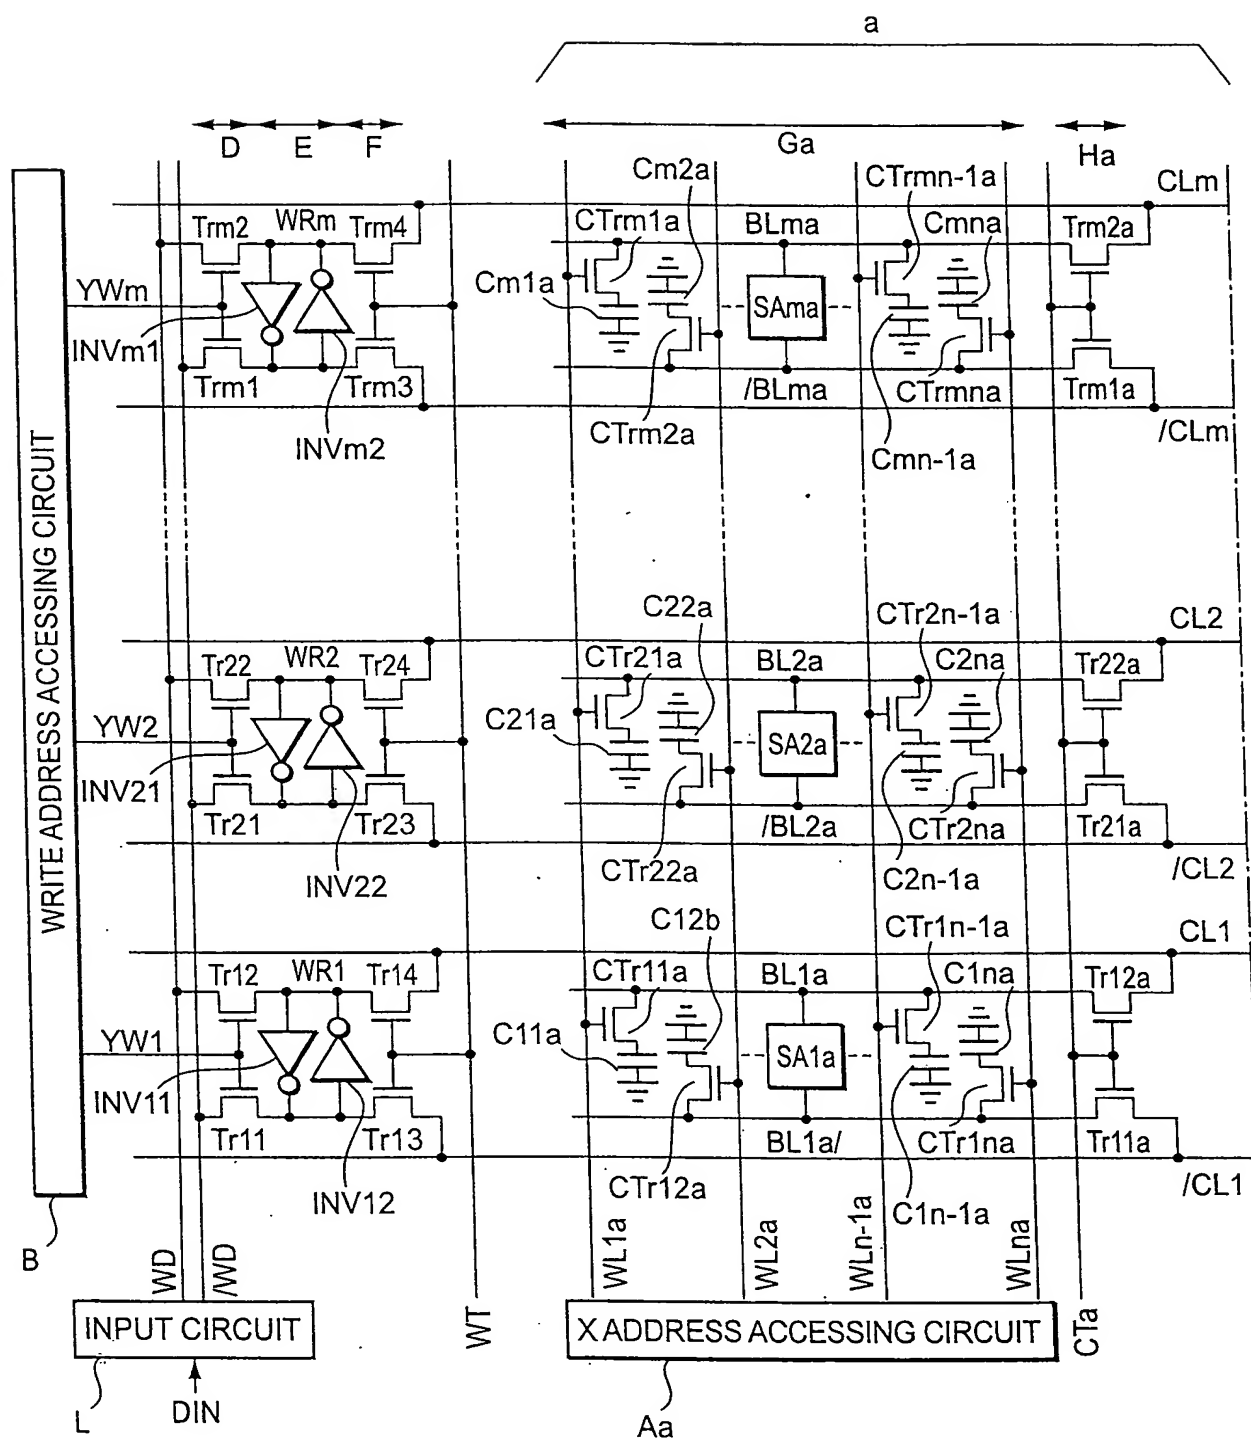 a
D E F Ga Ha
Cm2a CTrmn-1a CLm
Trm2 WRm Trm4 CTrm1a BLma Cmna Trm2a
YWm Cm1a SAma
INVm1
Trm1 Trm3 /BLma CTrmna Trm1a
INVm2 CTrm2a Cmn-1a /CLm
WRITE ADDRESS ACCESSING CIRCUIT
C22a CTr2n-1a CL2
Tr22 WR2 Tr24 CTr21a BL2a C2na Tr22a
YW2 C21a SA2a
INV21
Tr21 Tr23 /BL2a CTr2na Tr21a
INV22 CTr22a C2n-1a /CL2
C12b CTr1n-1a CL1
Tr12 WR1 Tr14 CTr11a BL1a C1na Tr12a
YW1 C11a SA1a
INV11
Tr11 Tr13 BL1a/ CTr1na Tr11a
INV12 CTr12a C1n-1a /CL1
B WD /WD WT WL1a WL2a WLn-1a WLna CTa
INPUT CIRCUIT X ADDRESS ACCESSING CIRCUIT
L DIN Aa